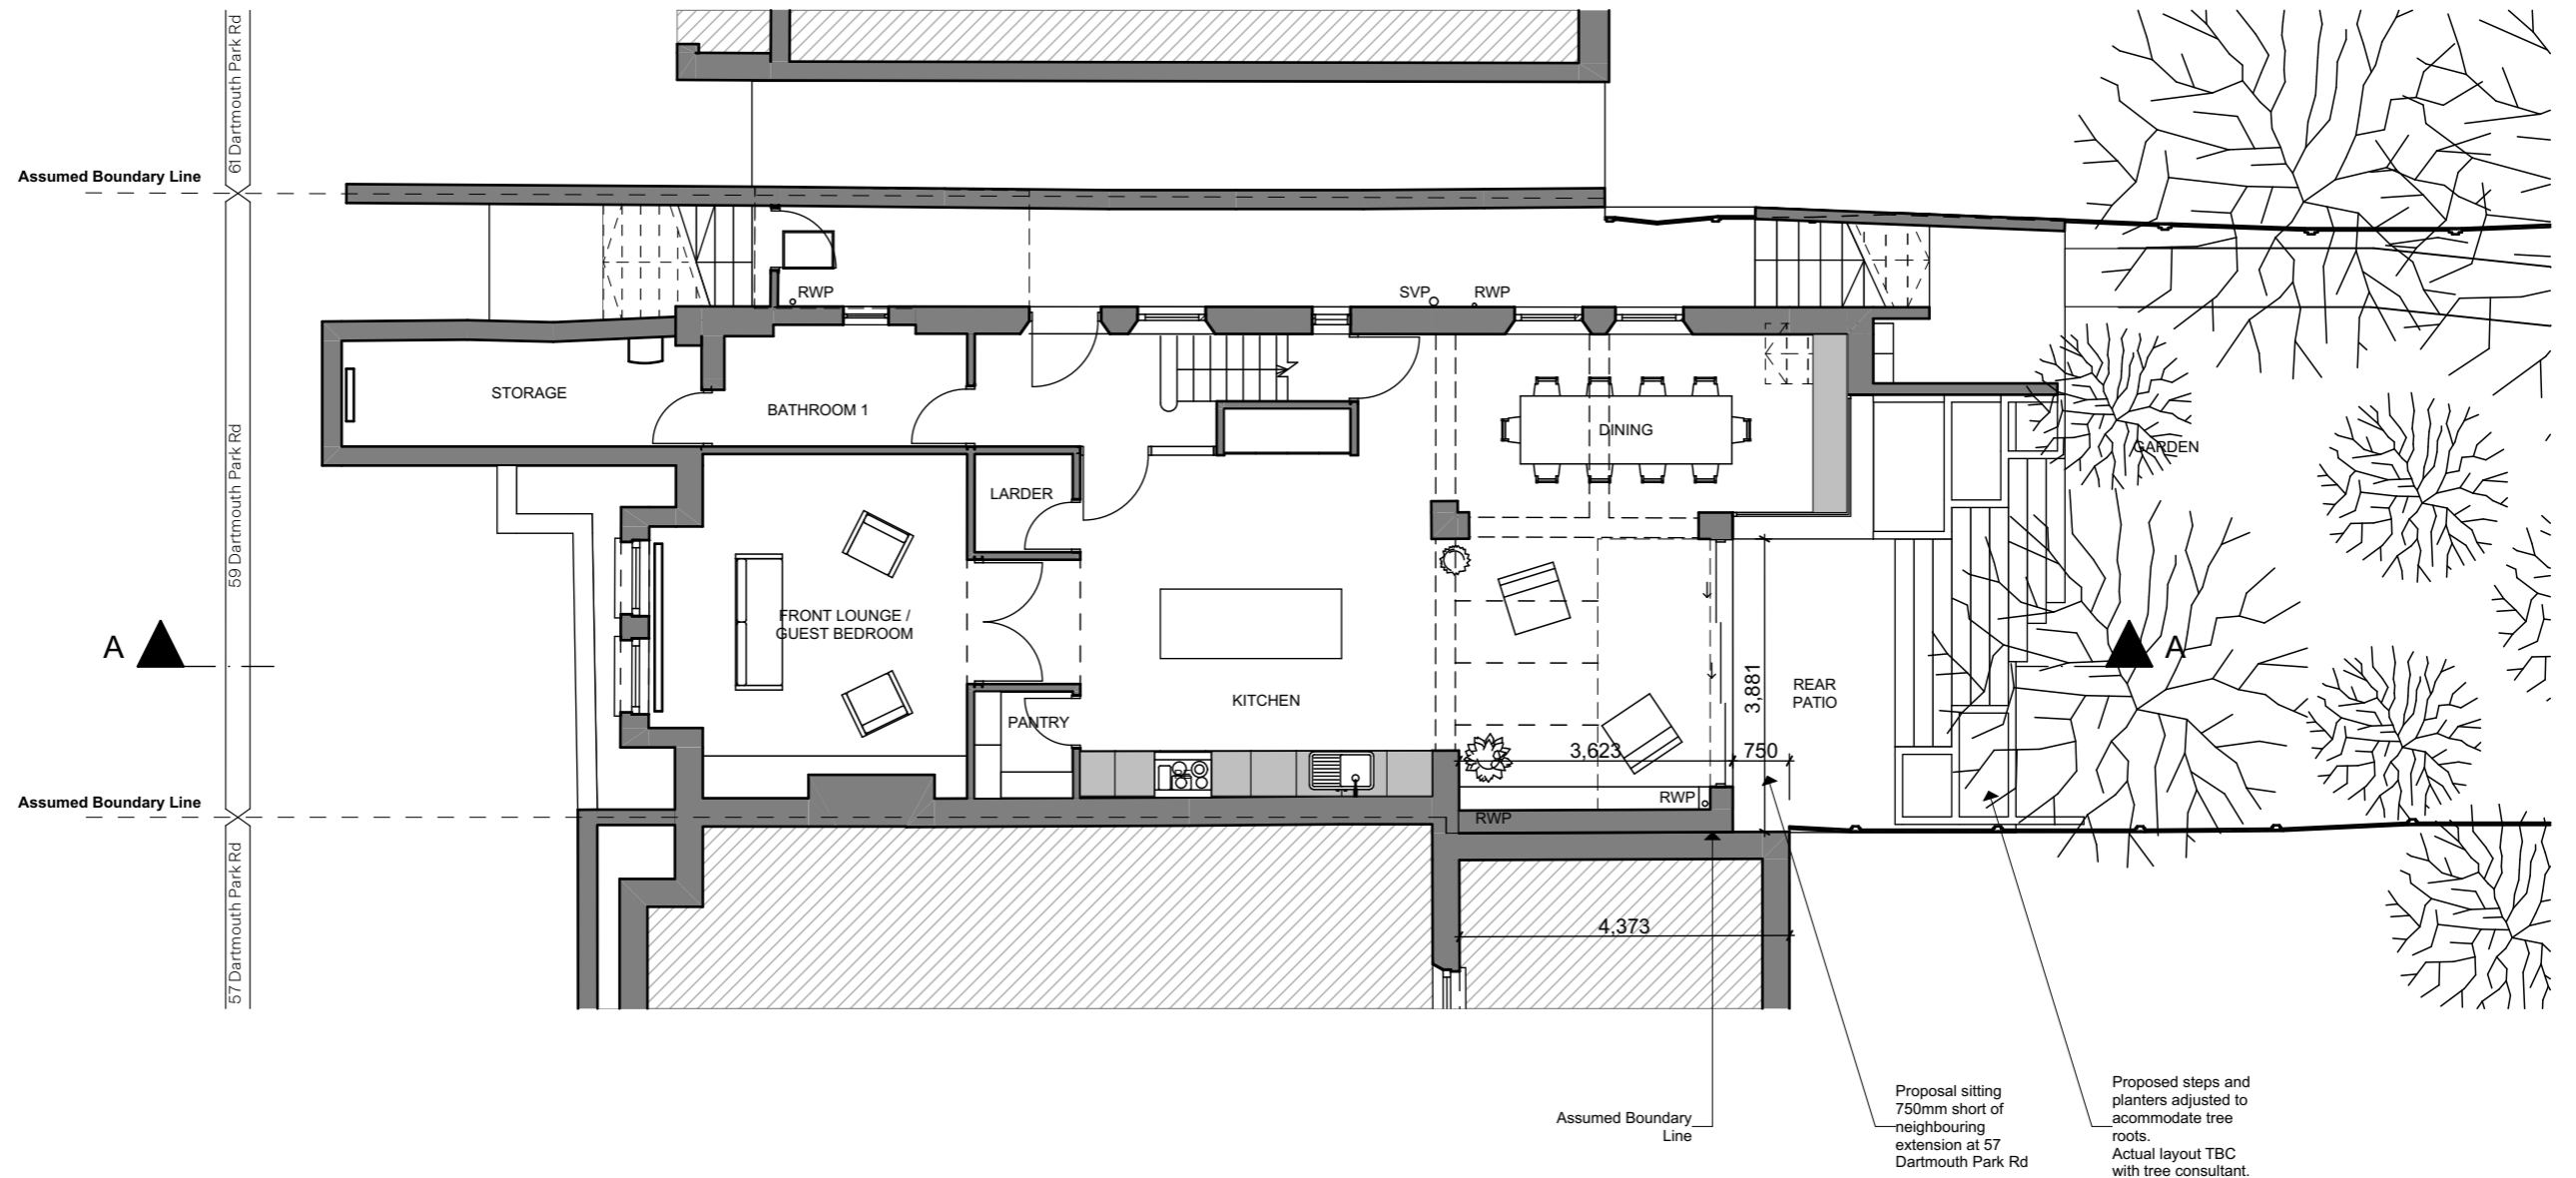 61 Dartmouth Park Rd
Assumed Boundary Line
RWP
SVP
RWP
STORAGE
BATHROOM 1
DINING
GARDEN
59 Dartmouth Park Rd
LARDER
FRONT LOUNGE /
GUEST BEDROOM
A
A
3,881
REAR
PATIO
KITCHEN
PANTRY
3,623
750
Assumed Boundary Line
RWP
RWP
57 Dartmouth Park Rd
4,373
Assumed Boundary
Line
Proposal sitting
750mm short of
neighbouring
extension at 57
Dartmouth Park Rd
Proposed steps and
planters adjusted to
acommodate tree
roots.
Actual layout TBC
with tree consultant.